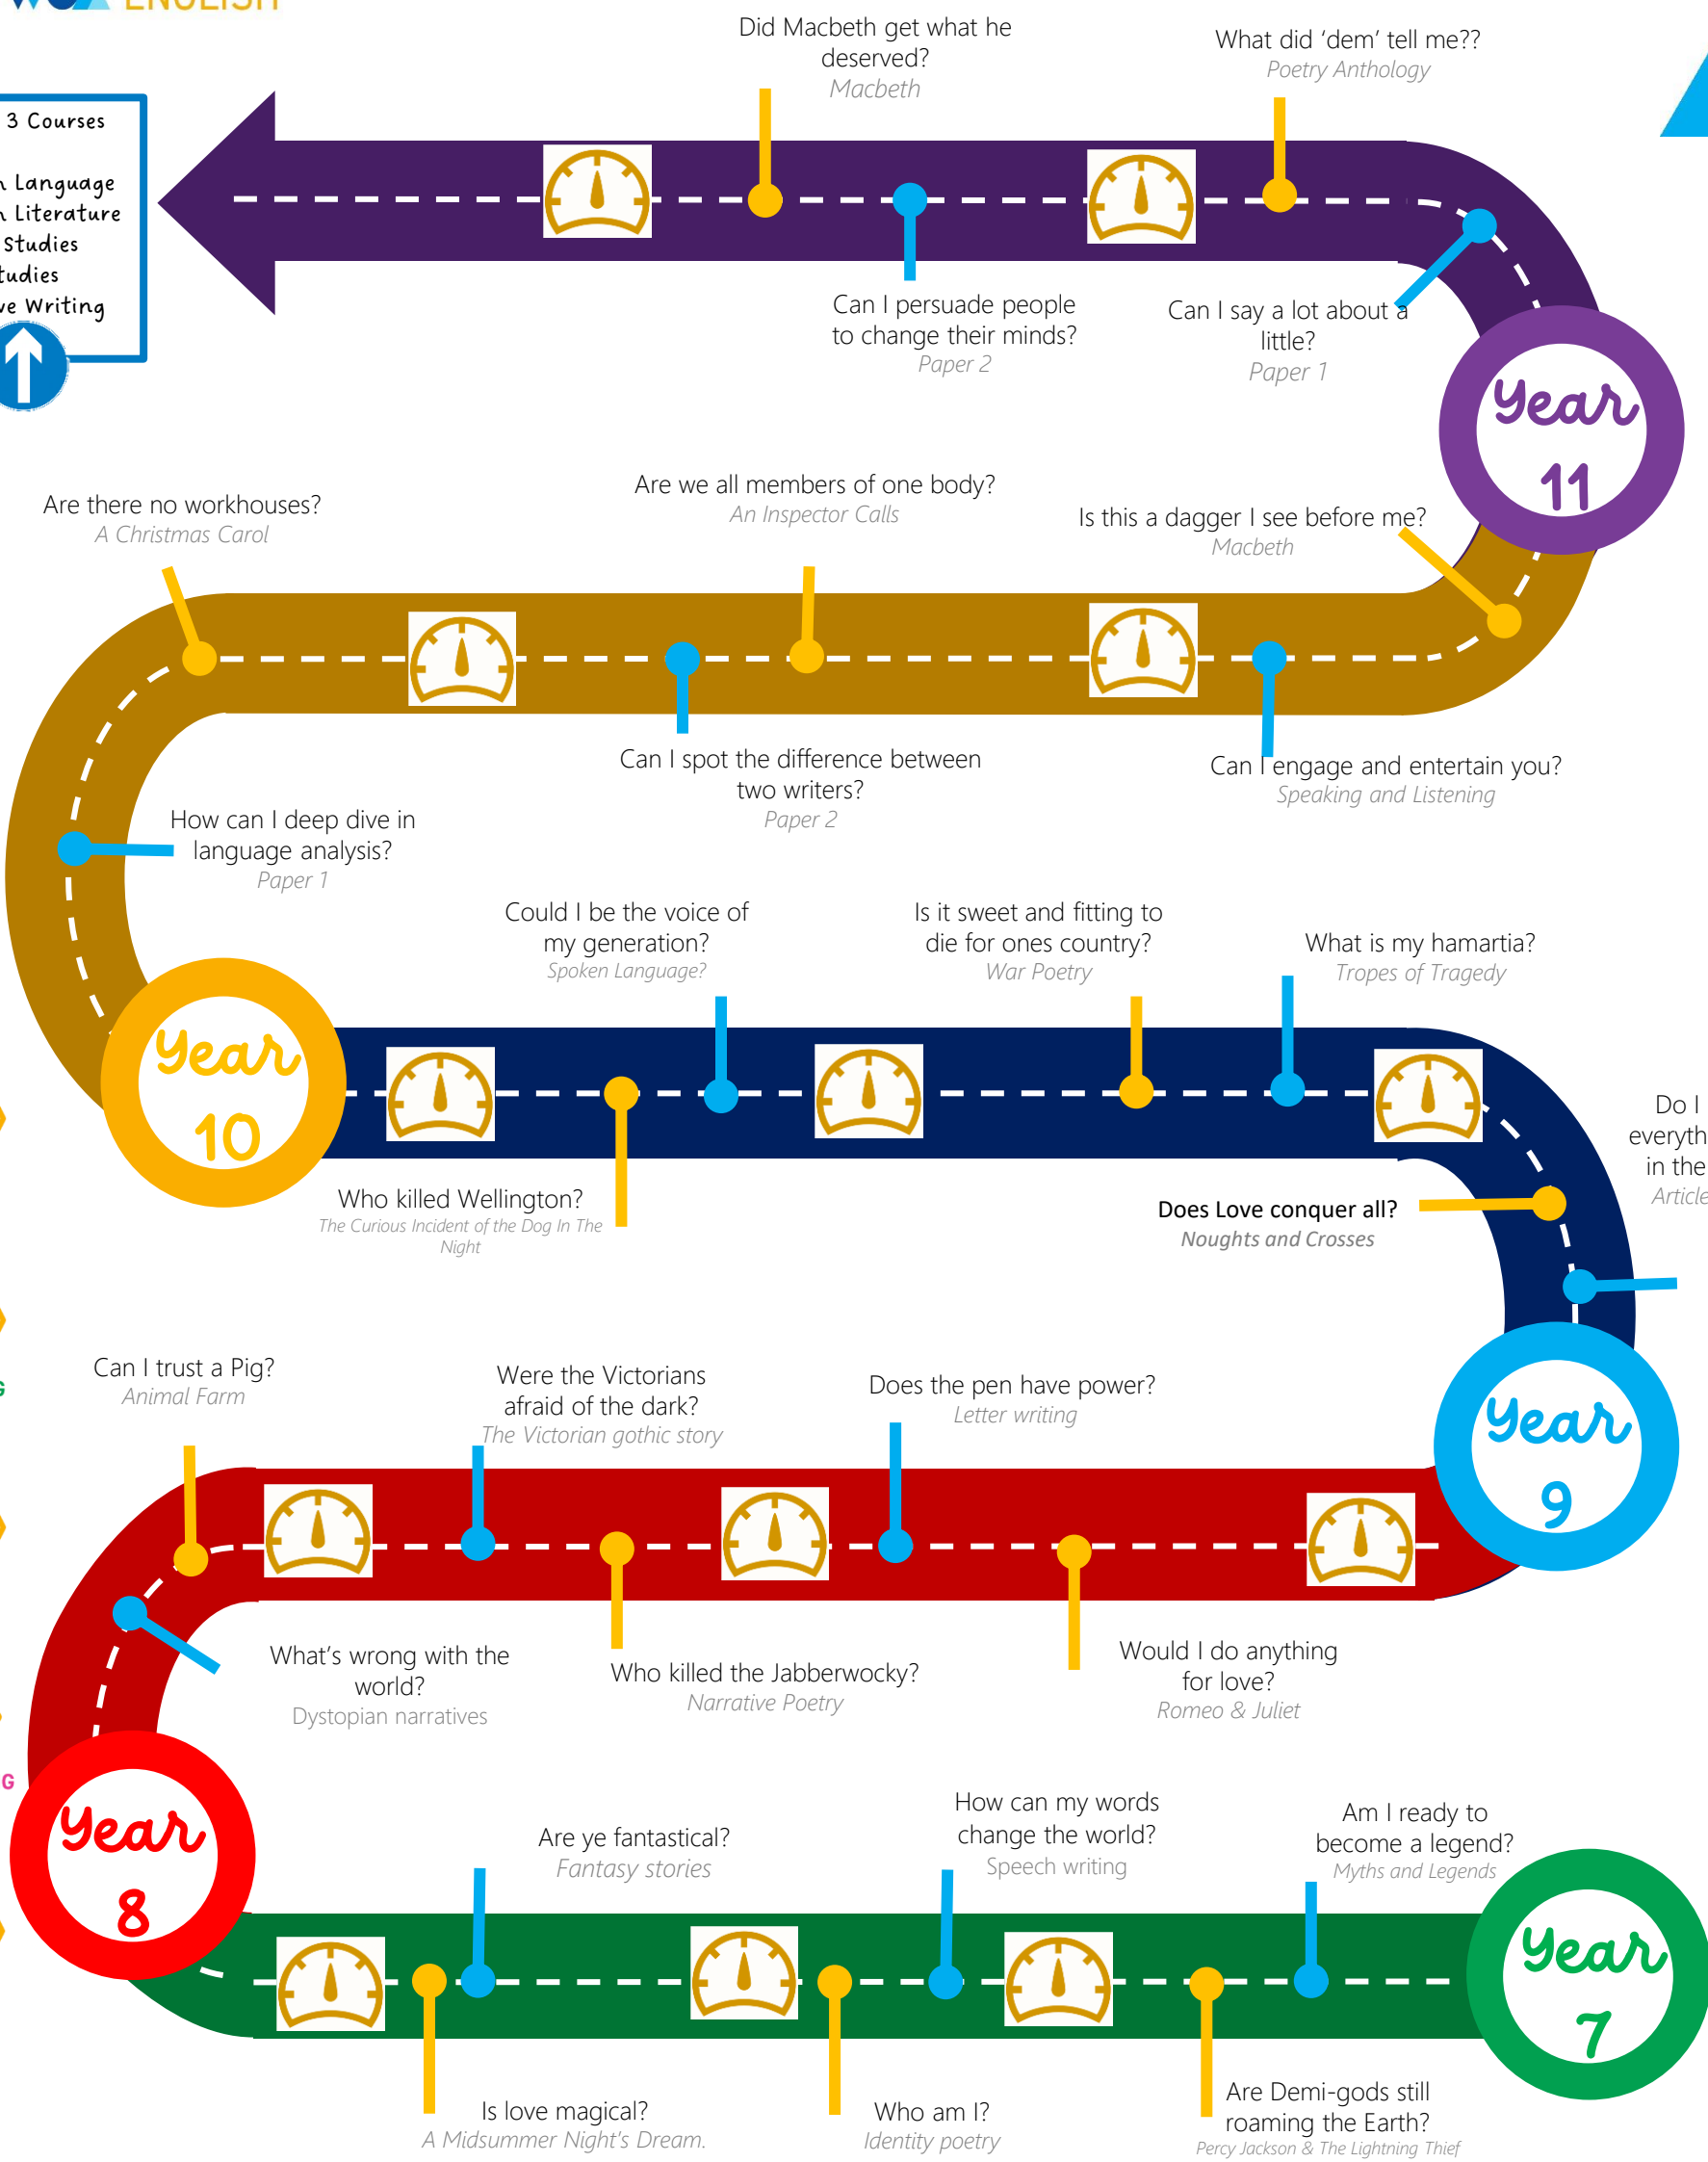 ENGLISH
Did Macbeth get what he
deserved?
Macbeth
What did ‘dem’ tell me??
Poetry Anthology
3 Courses
Language
Literature
Studies
Writing
Can I persuade people
to change their minds?
Paper 2
Can I say a lot about a
little?
Paper 1
Year
11
Are there no workhouses?
A Christmas Carol
Are we all members of one body?
An Inspector Calls
Is this a dagger I see before me?
Macbeth
Can I spot the difference between
two writers?
Paper 2
Can I engage and entertain you?
Speaking and Listening
How can I deep dive in
language analysis?
Paper 1
Year
10
Could I be the voice of
my generation?
Spoken Language?
Is it sweet and fitting to
die for ones country?
War Poetry
What is my hamartia?
Tropes of Tragedy
Who killed Wellington?
The Curious Incident of the Dog In The
Night
Does Love conquer all?
Noughts and Crosses
Do I
in the
Year
9
Can I trust a Pig?
Animal Farm
Were the Victorians
afraid of the dark?
The Victorian gothic story
Does the pen have power?
Letter writing
What’s wrong with the
world?
Dystopian narratives
Who killed the Jabberwocky?
Narrative Poetry
Would I do anything
for love?
Romeo & Juliet
Year
8
Are ye fantastical?
Fantasy stories
How can my words
change the world?
Speech writing
Am I ready to
become a legend?
Myths and Legends
Year
7
Is love magical?
A Midsummer Night's Dream.
Who am I?
Identity poetry
Are Demi-gods still
roaming the Earth?
Percy Jackson & The Lightning Thief